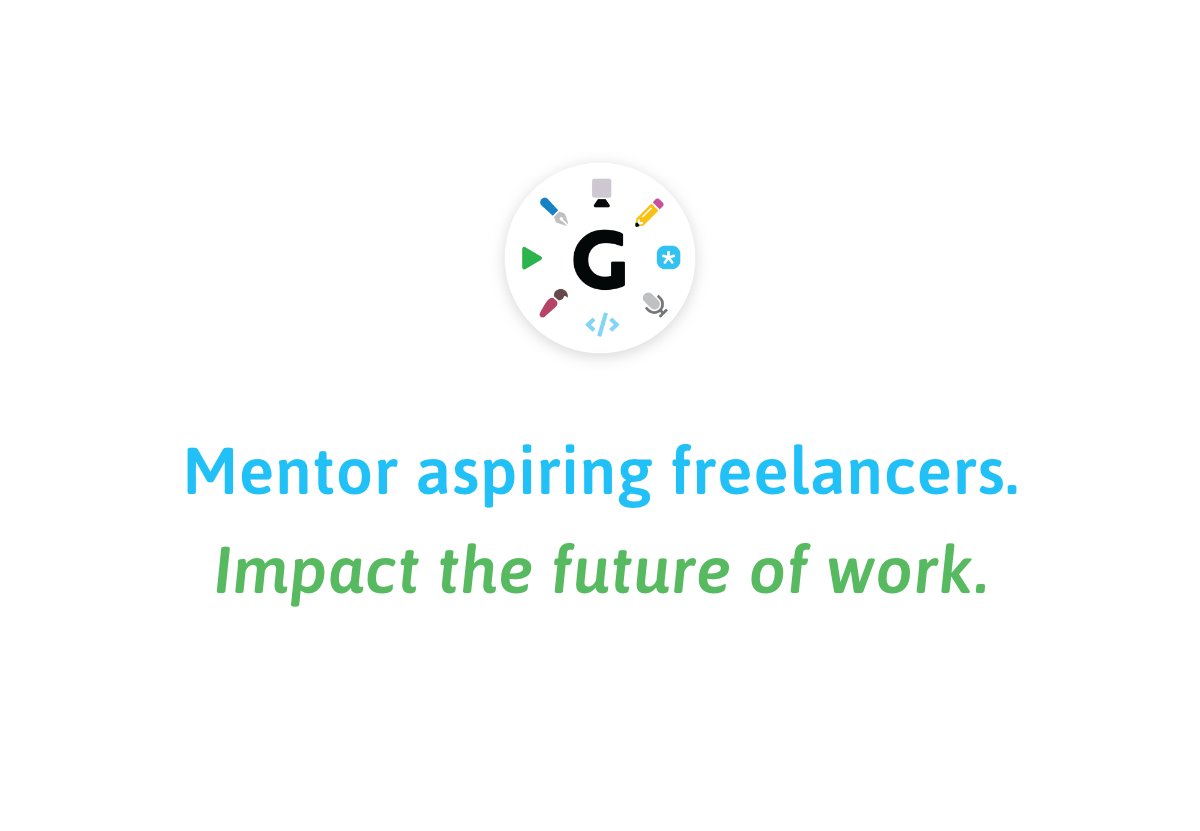 G
</>
Mentor aspiring freelancers.
Impact the future of work.